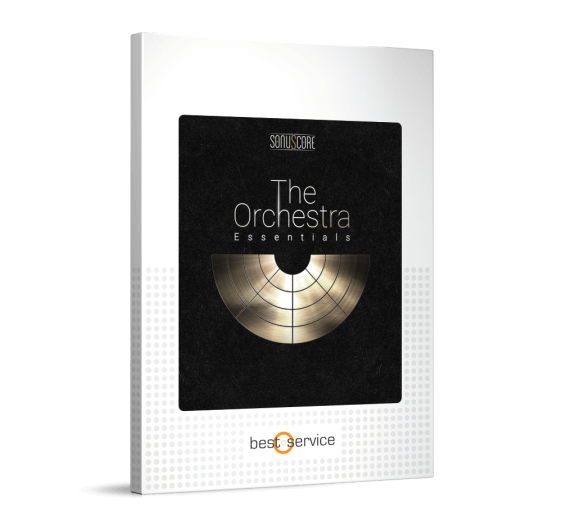 SONUSCORE
The
Orchestra
Essentials
best service